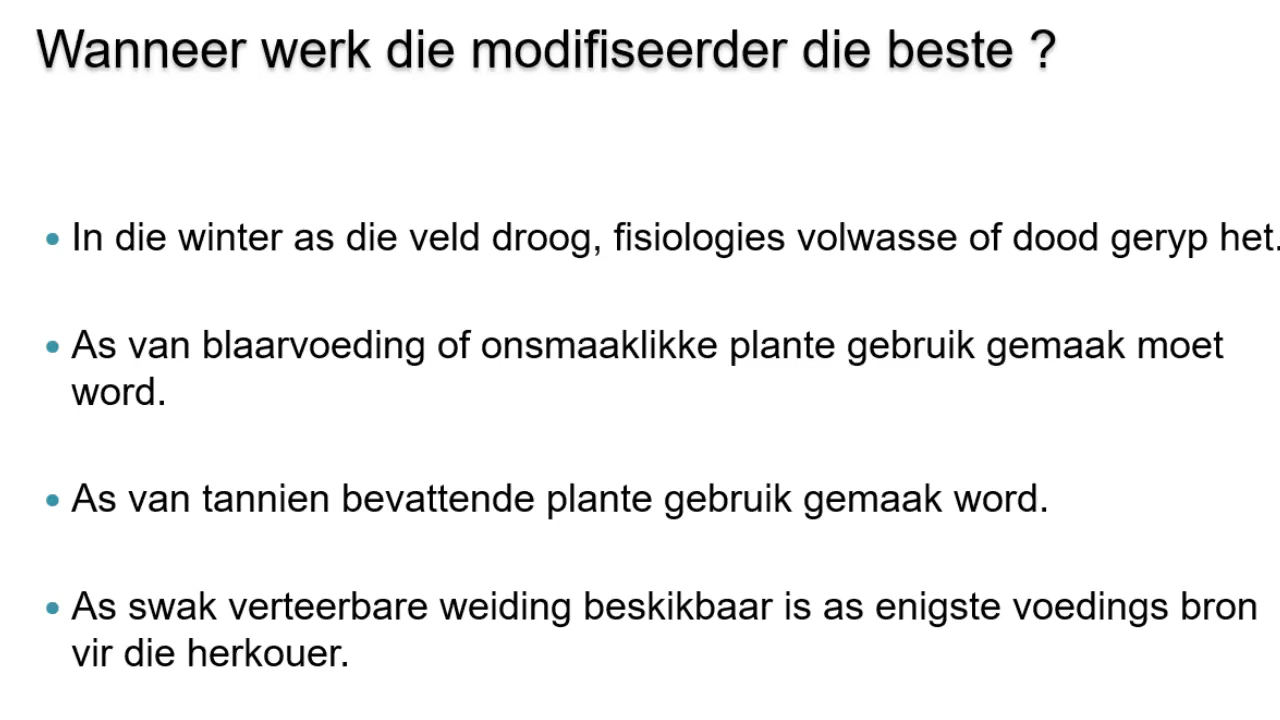 Wanneer werk die modifiseerder die beste ?
• In die winter as die veld droog, fisiologies volwasse of dood geryp het.
• As van blaarvoeding of onsmaaklikke plante gebruik gemaak moet
word.
• As van tannien bevattende plante gebruik gemaak word.
• As swak verteerbare weiding beskikbaar is as enigste voedings bron
vir die herkouer.